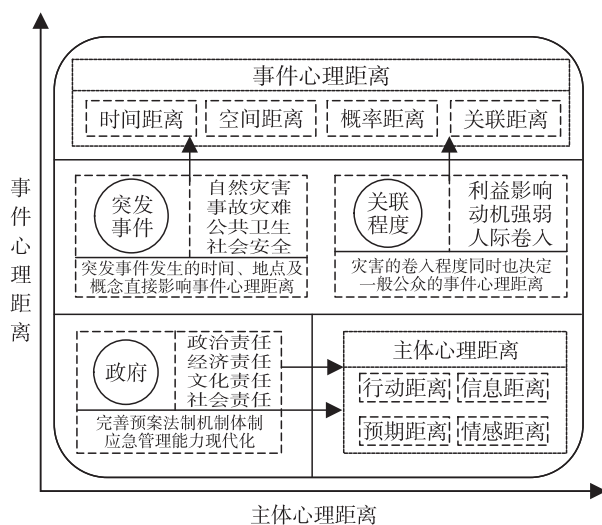 事件心理距离
事件心理距离
时间距离
空间距离
概率距离
关联距离
突发
事件
自然灾害
事故灾难
公共卫生
社会安全
突发事件发生的时间、地点及
概念直接影响事件心理距离
关联
程度
利益影响
动机强弱
人际卷入
灾害的卷入程度同时也决定
一般公众的事件心理距离
政府
政治责任
经济责任
文化责任
社会责任
完善预案法制机制体制
应急管理能力现代化
主体心理距离
行动距离
信息距离
预期距离
情感距离
主体心理距离